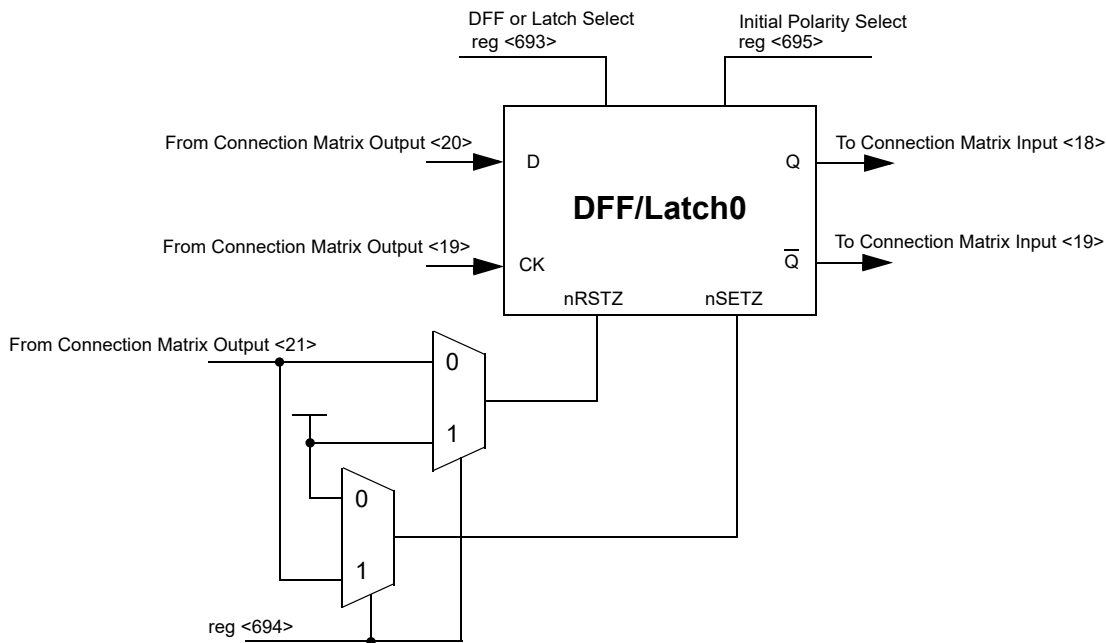 DFF or Latch Select
reg <693>
Initial Polarity Select
reg <695>
From Connection Matrix Output <20>
D
Q
To Connection Matrix Input <18>
DFF/Latch0
From Connection Matrix Output <19>
CK
Q̅
To Connection Matrix Input <19>
nRSTZ
nSETZ
From Connection Matrix Output <21>
0
1
0
1
reg <694>